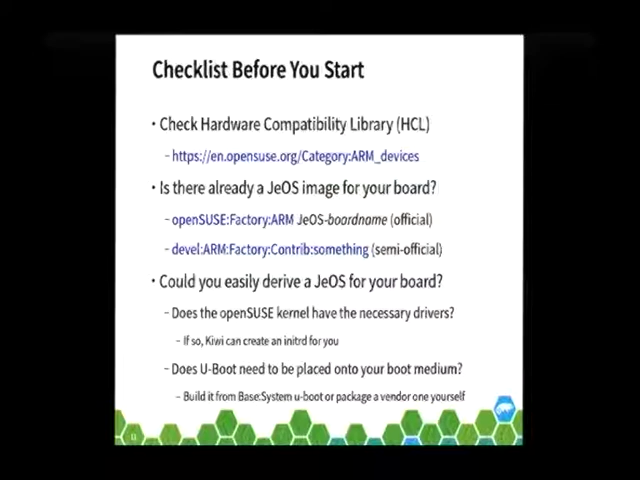 Checklist Before You Start
• Check Hardware Compatibility Library (HCL)
– https://en.opensuse.org/Category:ARM_devices
• Is there already a JeOS image for your board?
– openSUSE:Factory:ARM JeOS-boardname (official)
– devel:ARM:Factory:Contrib:something (semi-official)
• Could you easily derive a JeOS for your board?
– Does the openSUSE kernel have the necessary drivers?
– If so, Kiwi can create an initrd for you
– Does U-Boot need to be placed onto your boot medium?
– Build it from Base:System u-boot or package a vendor one yourself